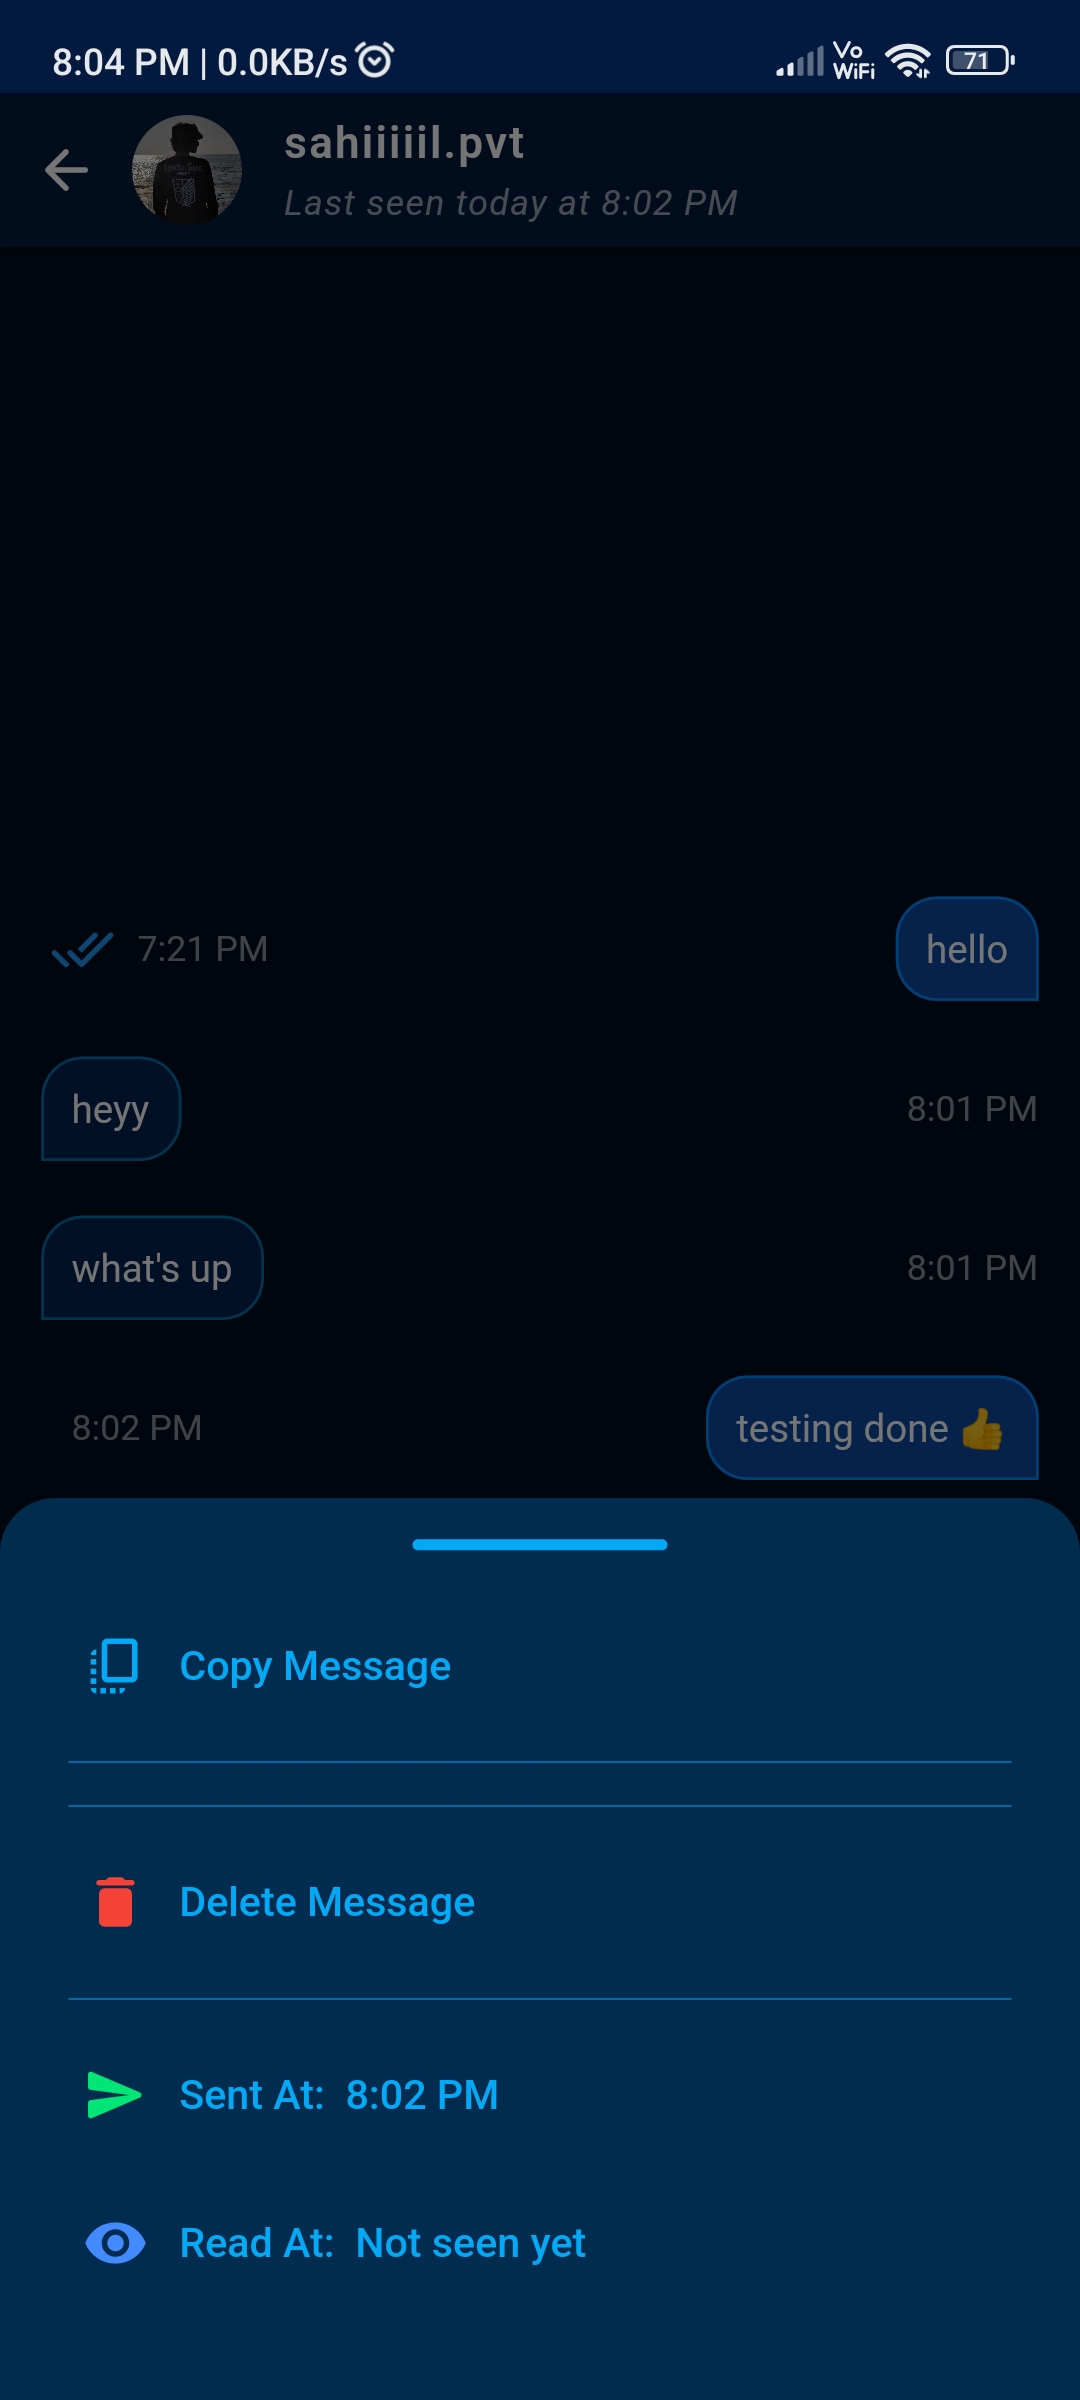 8:04 PM | 0.0KB/s
Vo
WiFi
71
sahiiiiil.pvt
Last seen today at 8:02 PM
7:21 PM
hello
heyy
8:01 PM
what's up
8:01 PM
8:02 PM
testing done 👍
Copy Message
Delete Message
Sent At: 8:02 PM
Read At: Not seen yet